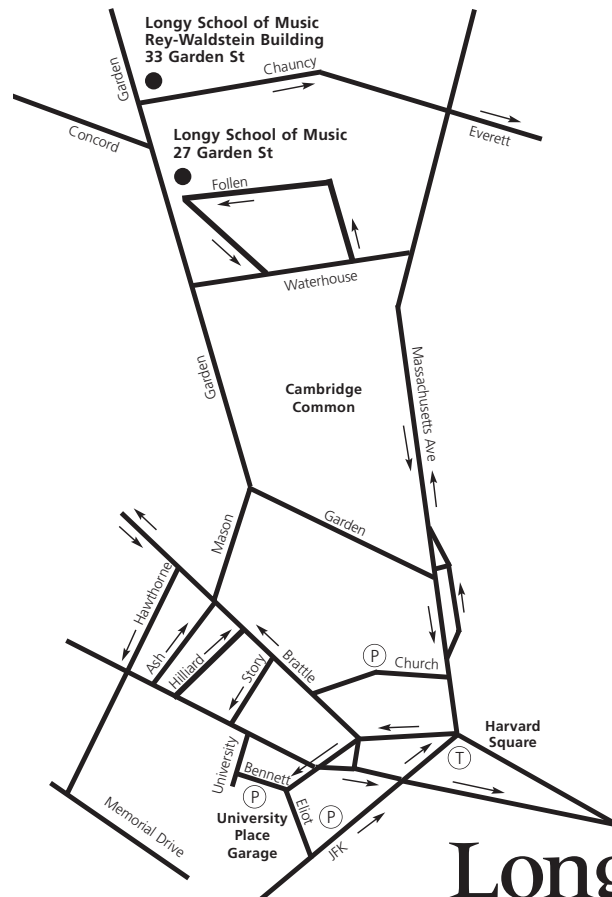 Longy School of Music
Rey-Waldstein Building
33 Garden St
Garden
Chauncy
Concord
Everett
Longy School of Music
27 Garden St
Follen
Waterhouse
Garden
Massachusetts Ave
Cambridge
Common
Garden
Mason
Hawthorne
Ash
Hilliard
Story
Brattle
P
Church
Harvard
Square
T
University
Bennett
P
Eliot
P
University
Place
Garage
Memorial Drive
JFK
Long